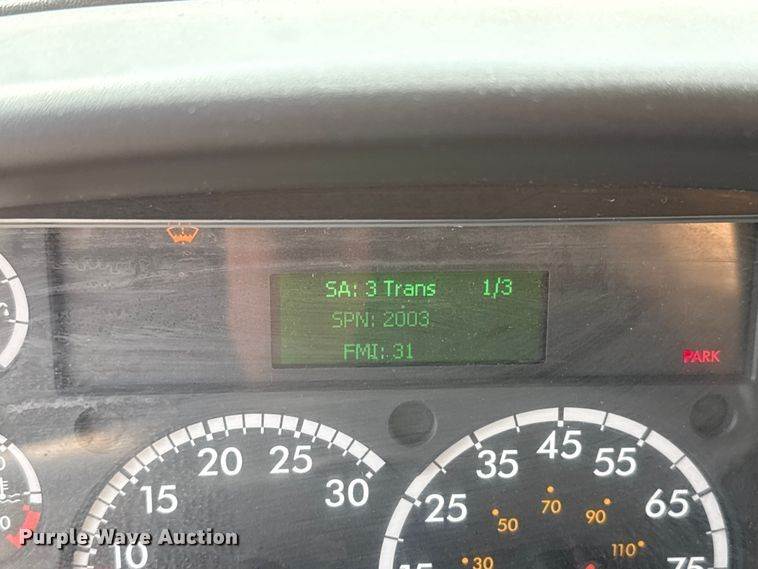 SA: 3 Trans 1/3
SPN: 2003
FMI: 31
PARK
10 15 20 25 30
25 35 45 55 65 75
30 50 70 90 110
Purple Wave Auction